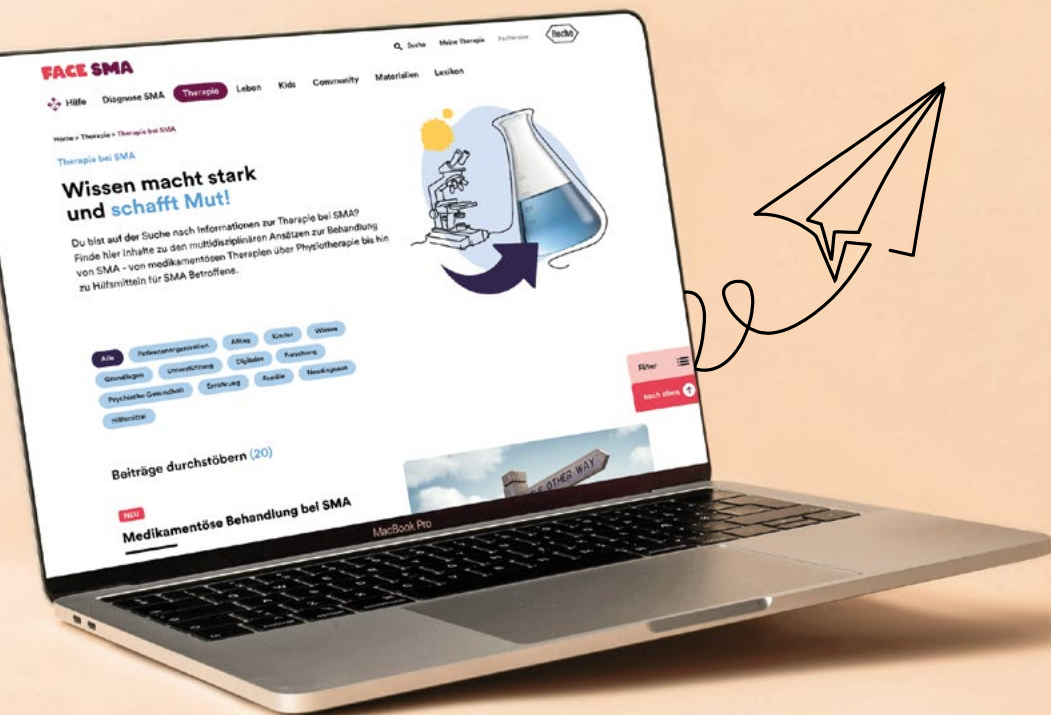 Suche Meine Therapie Fachkreise Roche
FACE SMA
Hilfe Diagnose SMA Therapie Leben Kids Community Materialien Lexikon
Home > Therapie > Therapie bei SMA
Therapie bei SMA
Wissen macht stark
und schafft Mut!
Du bist auf der Suche nach Informationen zur Therapie bei SMA?
Finde hier Inhalte zu den multidisziplinären Ansätzen zur Behandlung
von SMA - von medikamentösen Therapien über Physiotherapie bis hin
zu Hilfsmitteln für SMA Betroffene.
Alle Patientenorganisation Alltag Kinder Wissen
Grundlagen Unterstützung Digitales Forschung
Psychische Gesundheit Ernährung Familie Neudiagnose
Hilfsmittel
Filter
nach oben
Beiträge durchstöbern (20)
OTHER WAY
NEU
Medikamentöse Behandlung bei SMA
MacBook Pro